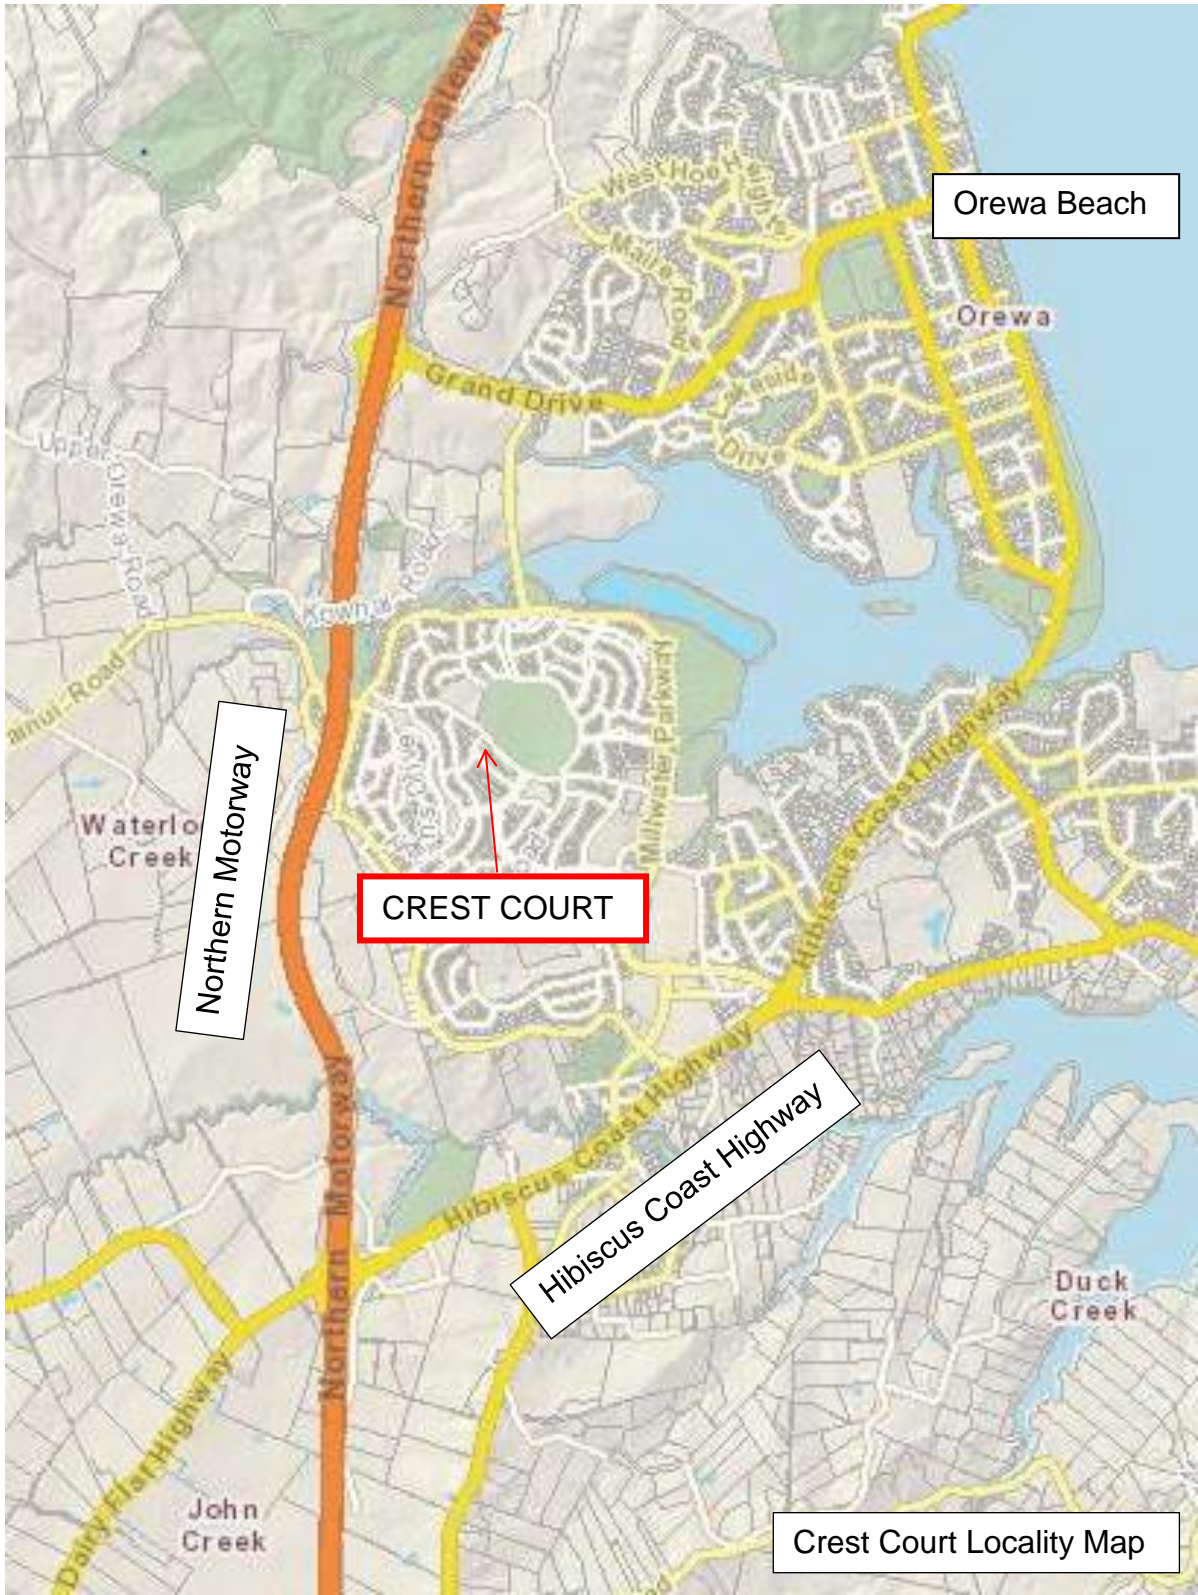 Northern Gateway
West Hoe Heights
Orewa Beach
Maire Road
Orewa
Grand Drive
Lakeside
Drive
Upper Orewa Road
Kowhai Road
Millwater Parkway
Hibiscus Coast Highway
Northern Motorway
Waterloo
Creek
CREST COURT
Hibiscus Coast Highway
Hibiscus Coast Highway
Northern Motorway
Duck
Creek
Dairy Flat Highway
John
Creek
Crest Court Locality Map